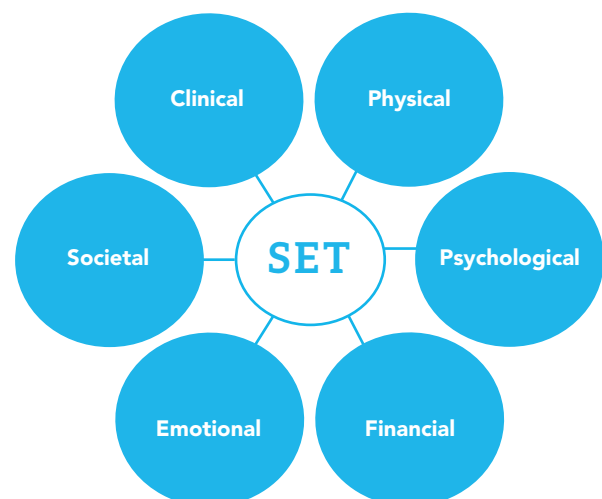 Clinical
Physical
Societal
SET
Psychological
Emotional
Financial